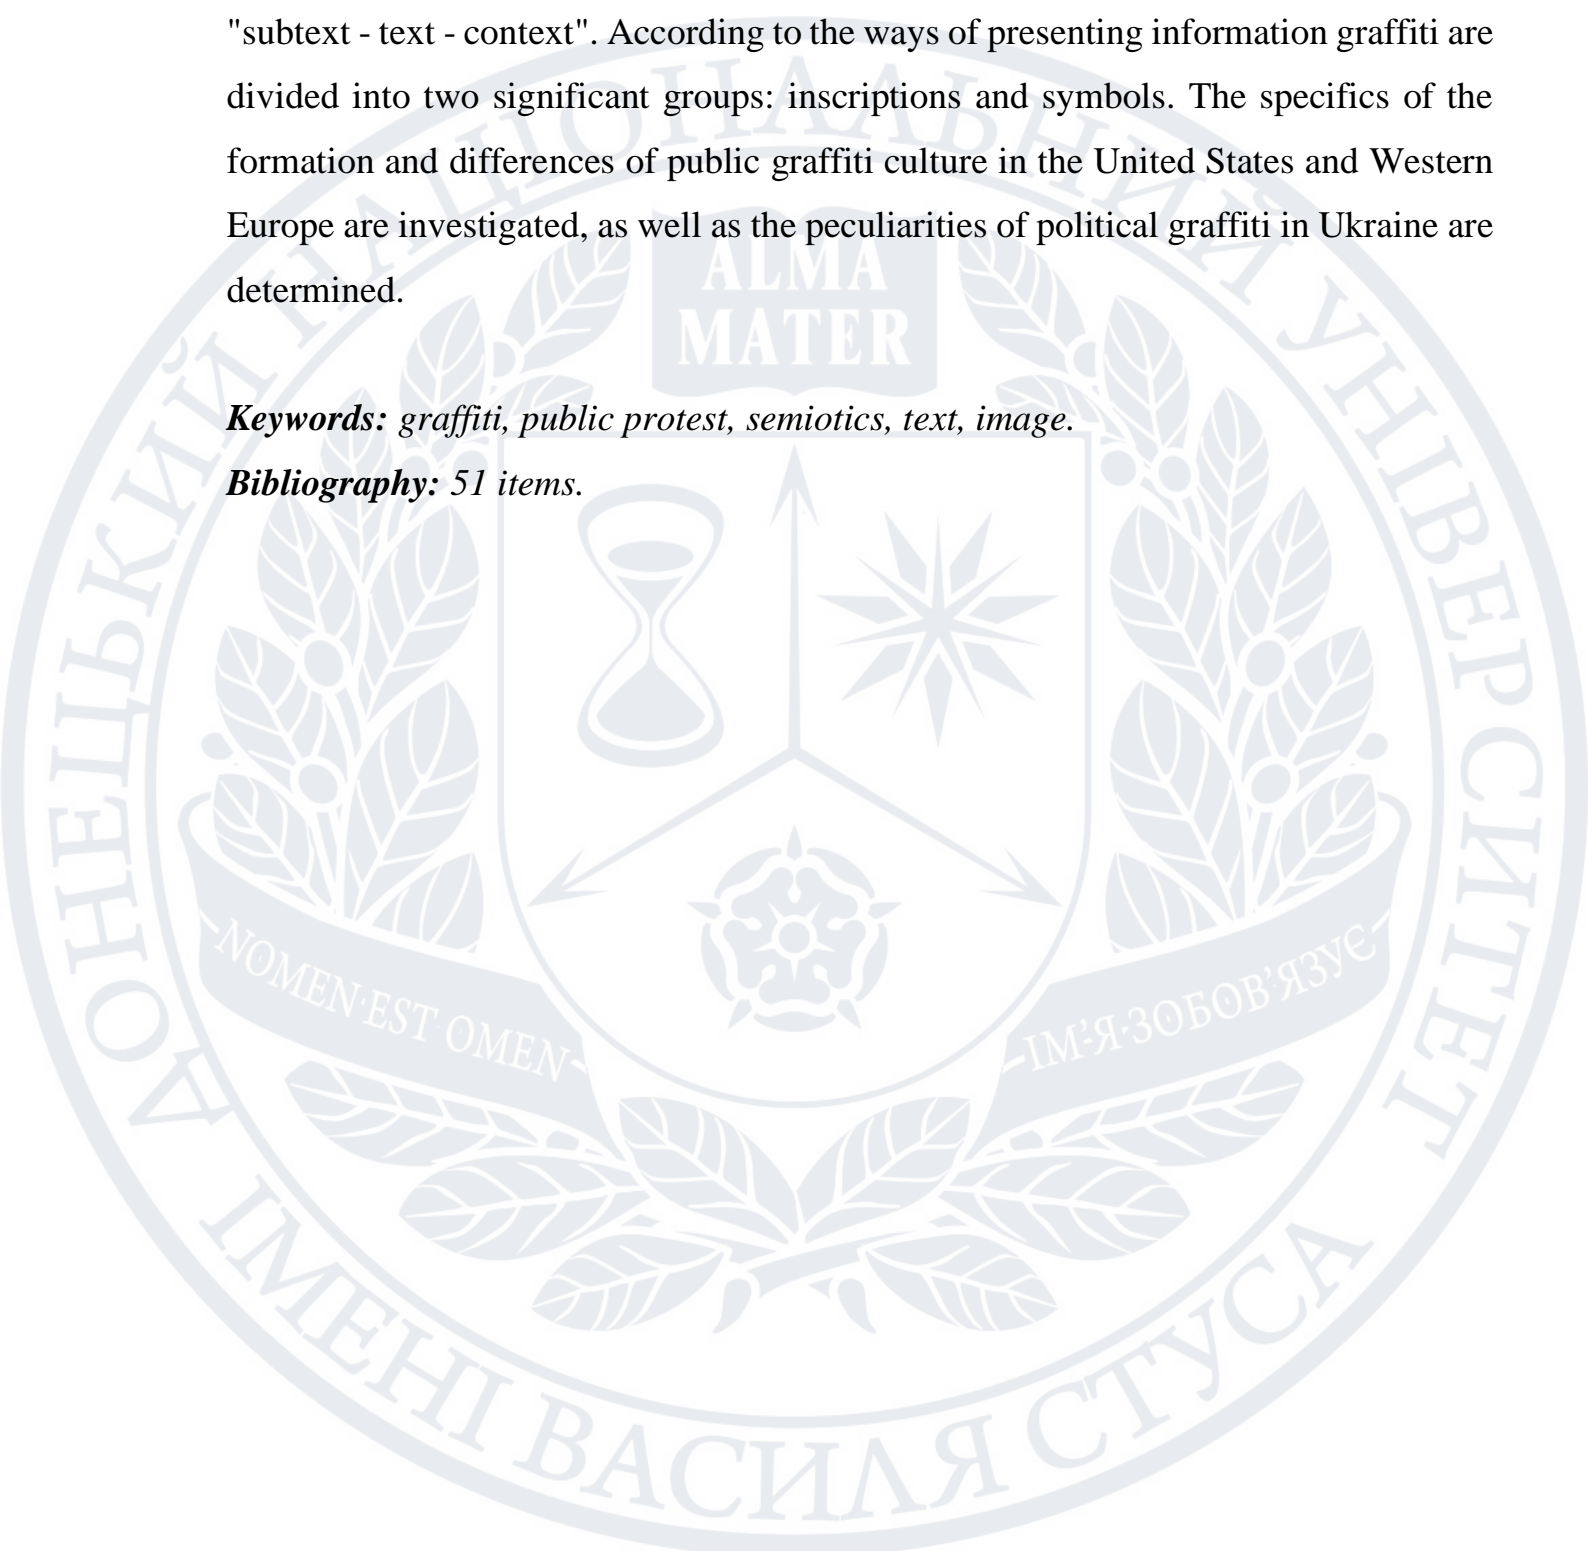 "subtext - text - context". According to the ways of presenting information graffiti are
divided into two significant groups: inscriptions and symbols. The specifics of the
formation and differences of public graffiti culture in the United States and Western
Europe are investigated, as well as the peculiarities of political graffiti in Ukraine are
determined.
Keywords: graffiti, public protest, semiotics, text, image.
Bibliography: 51 items.
ДОНЕЦЬКИЙ НАЦІОНАЛЬНИЙ УНІВЕРСИТЕТ
ALMA
MATER
NOMEN·EST·OMEN
ІМ'Я·ЗОБОВ'ЯЗУЄ
ІМЕНІ ВАСИЛЯ СТУСА